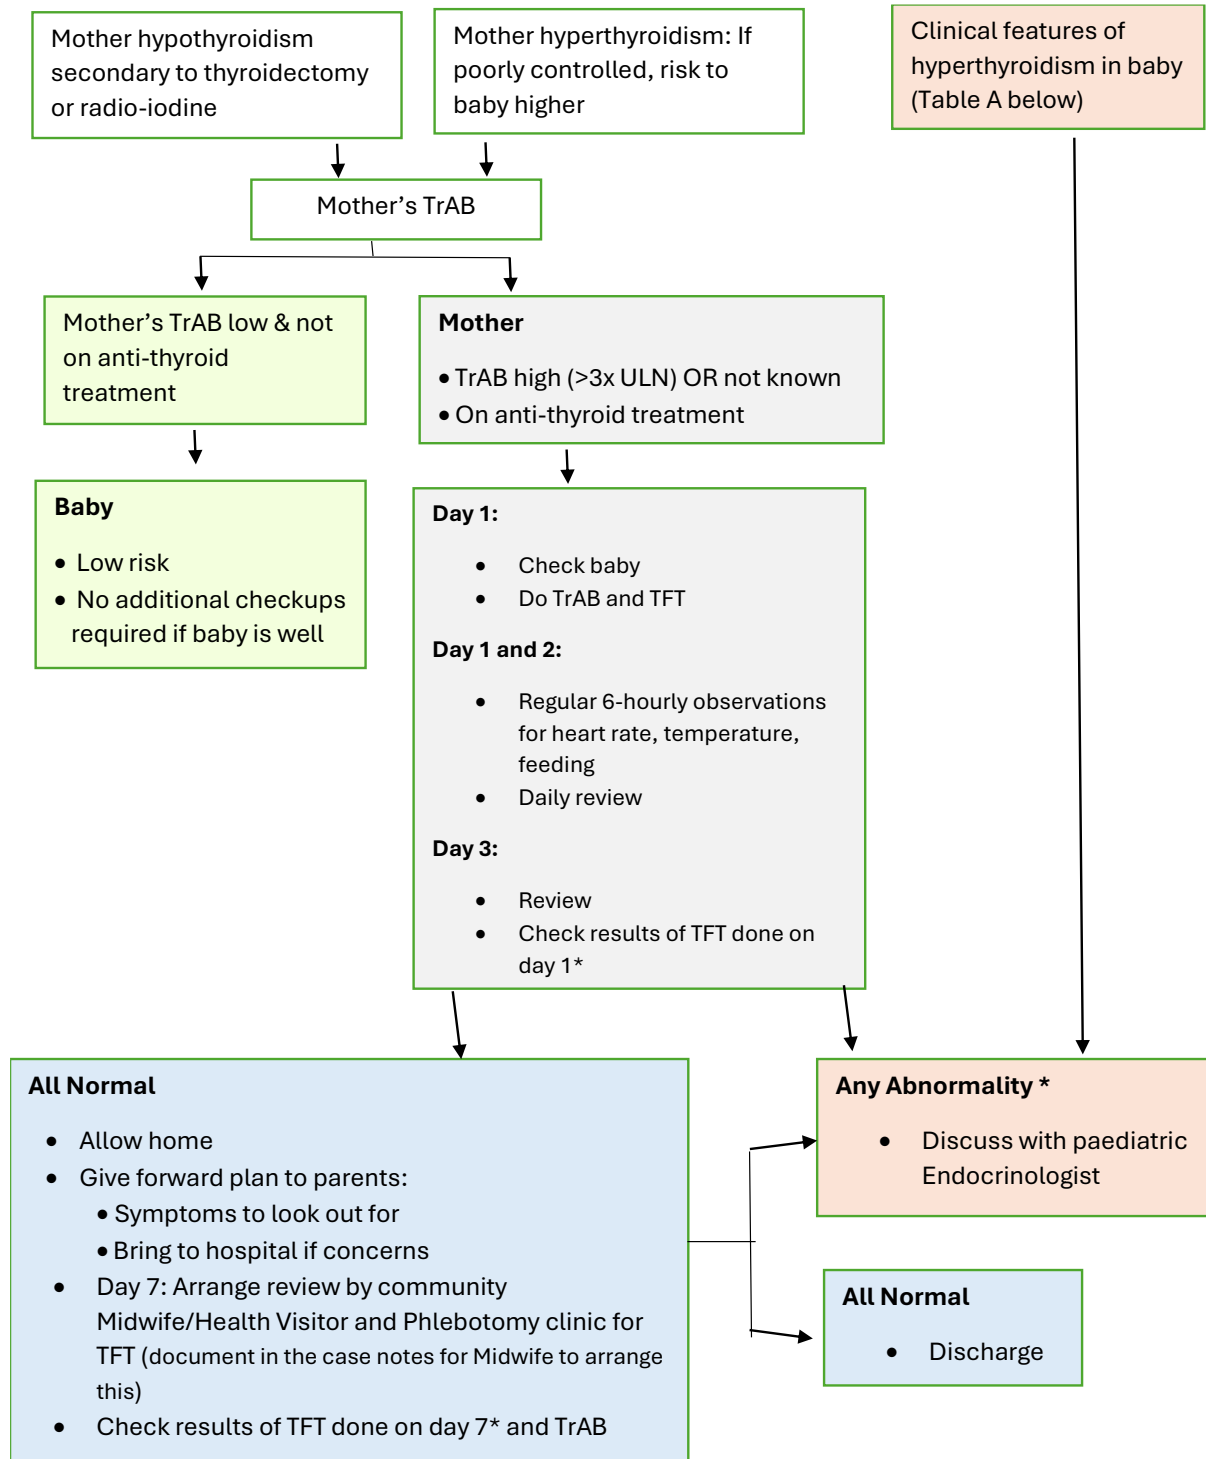 Mother hypothyroidism
secondary to thyroidectomy
or radio-iodine
Mother hyperthyroidism: If
poorly controlled, risk to
baby higher
Clinical features of
hyperthyroidism in baby
(Table A below)
Mother's TrAB
Mother's TrAB low & not
on anti-thyroid
treatment
Mother
• TrAB high (>3x ULN) OR not known
• On anti-thyroid treatment
Baby
• Low risk
• No additional checkups
required if baby is well
Day 1:
• Check baby
• Do TrAB and TFT
Day 1 and 2:
• Regular 6-hourly observations
for heart rate, temperature,
feeding
• Daily review
Day 3:
• Review
• Check results of TFT done on
day 1*
All Normal
• Allow home
• Give forward plan to parents:
• Symptoms to look out for
• Bring to hospital if concerns
• Day 7: Arrange review by community
Midwife/Health Visitor and Phlebotomy clinic for
TFT (document in the case notes for Midwife to arrange
this)
• Check results of TFT done on day 7* and TrAB
Any Abnormality *
• Discuss with paediatric
Endocrinologist
All Normal
• Discharge